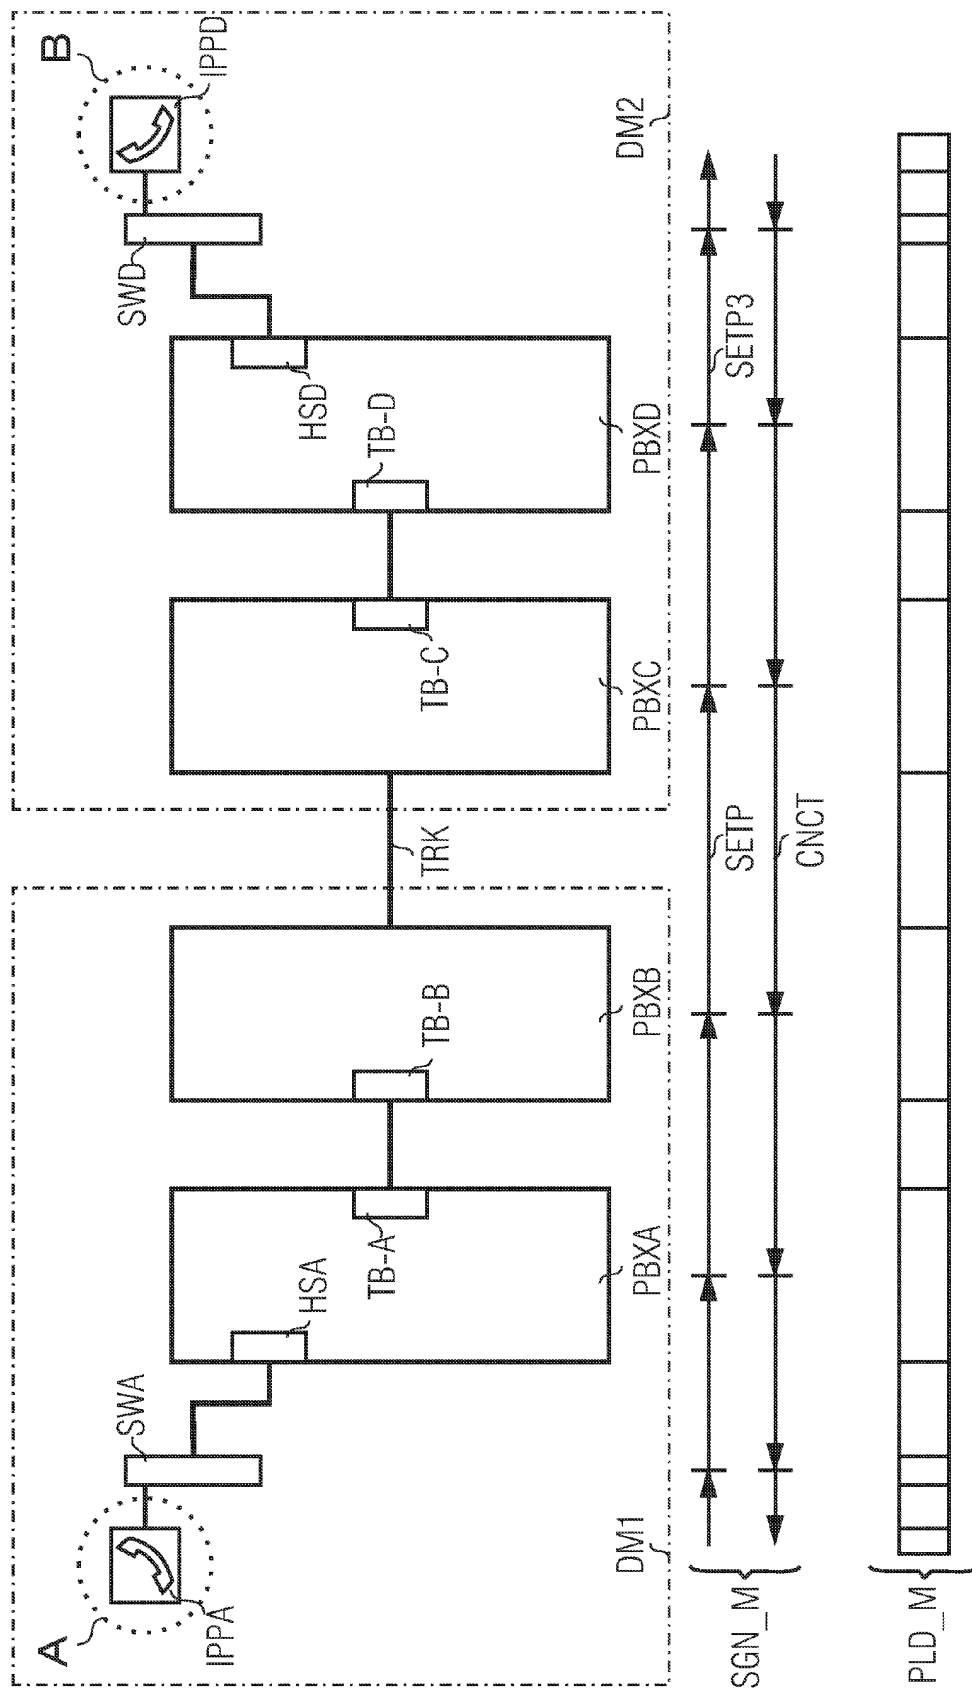 A
B
IPPA
IPPD
SWA
SWD
HSA
HSD
TB-A
TB-B
TRK
TB-C
TB-D
PBXA
PBXB
PBXC
PBXD
DM1
DM2
SGN_M
SETP
SETP3
CNCT
PLD_M